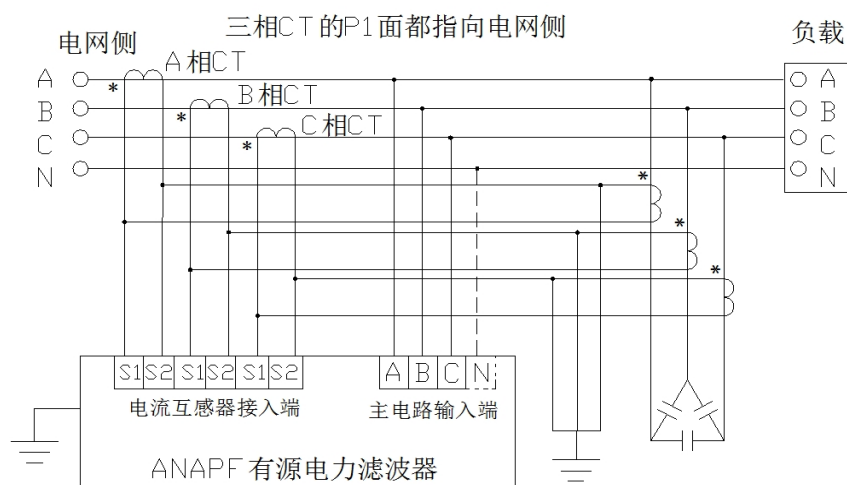 三相CT的P1面都指向电网侧
电网侧
负载
A相CT
A
*
A
B相CT
B
*
B
C相CT
C
*
C
N
N
*
*
*
S1 S2 S1 S2 S1 S2
A B C N
电流互感器接入端
主电路输入端
ANAPF有源电力滤波器